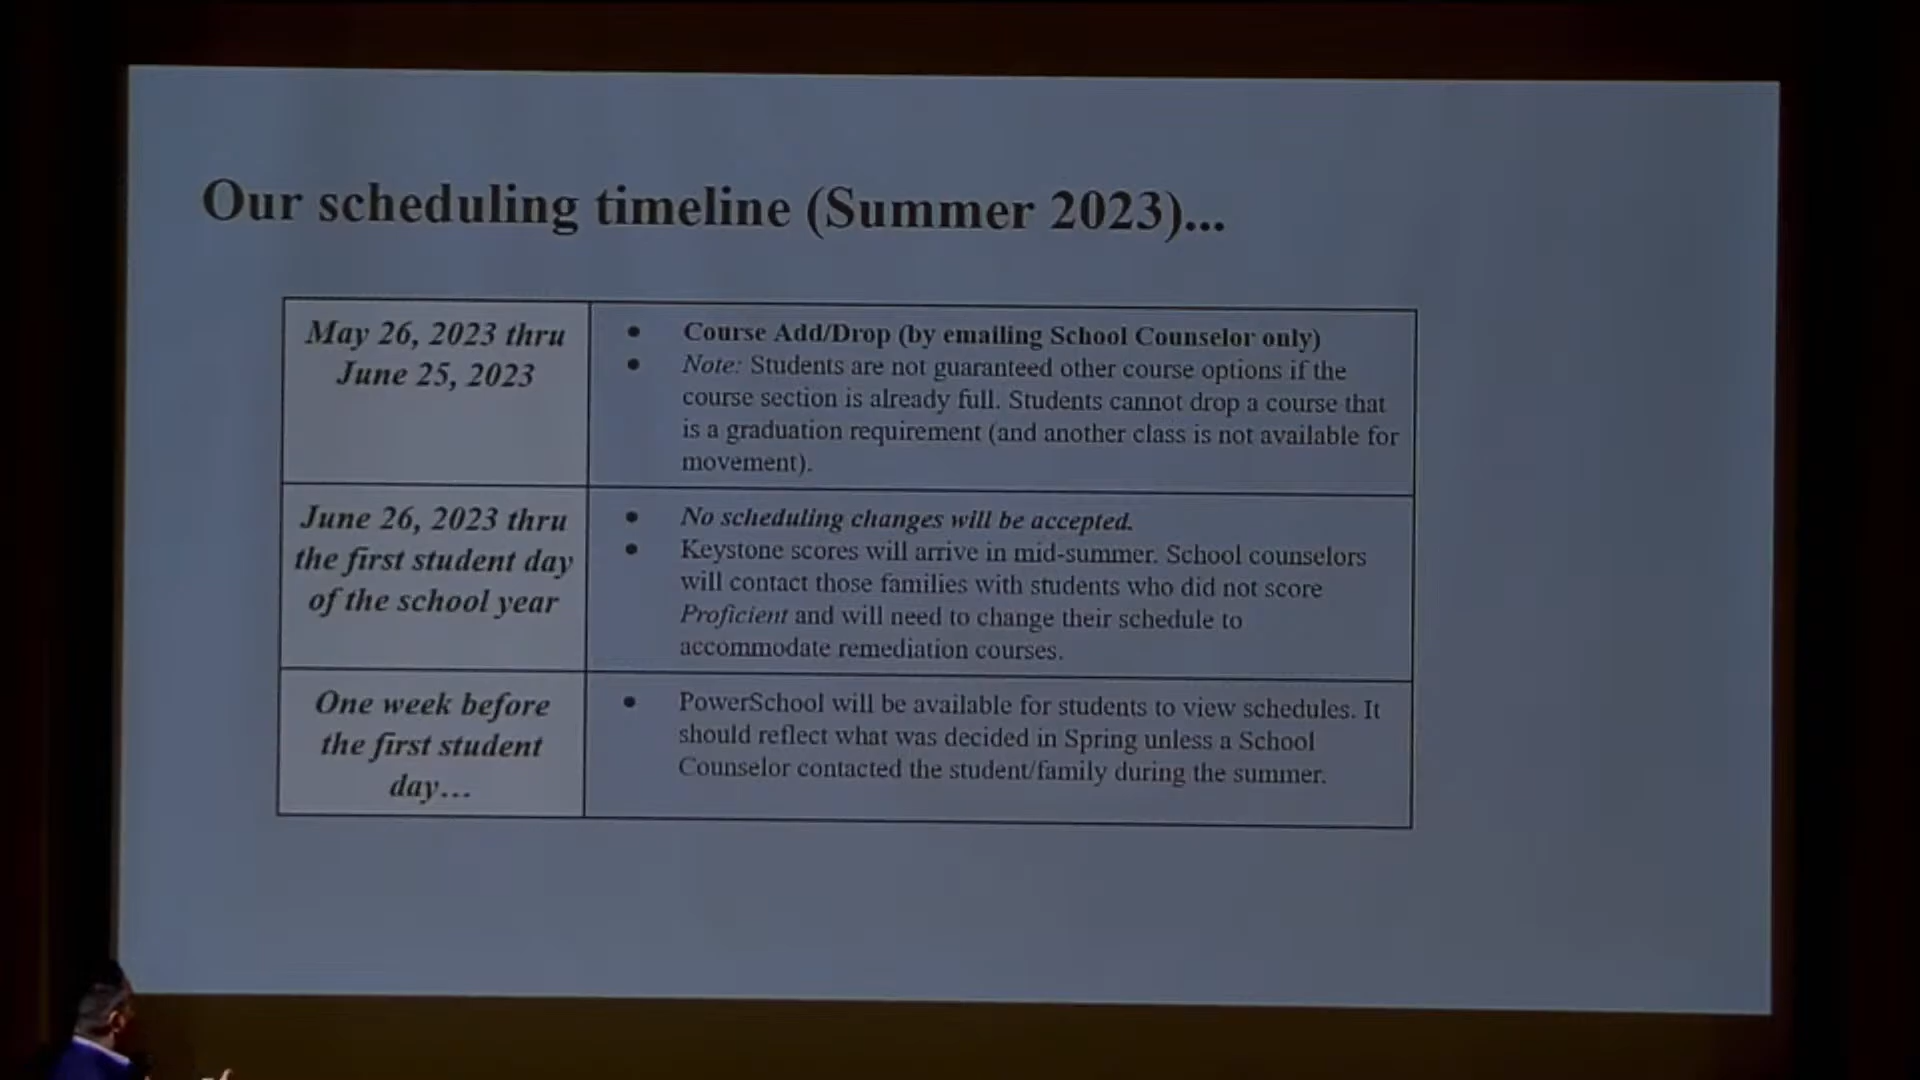 Our scheduling timeline (Summer 2023)...
May 26, 2023 thru
June 25, 2023
• Course Add/Drop (by emailing School Counselor only)
• Note: Students are not guaranteed other course options if the
course section is already full. Students cannot drop a course that
is a graduation requirement (and another class is not available for
movement).
June 26, 2023 thru
the first student day
of the school year
• No scheduling changes will be accepted.
• Keystone scores will arrive in mid-summer. School counselors
will contact those families with students who did not score
Proficient and will need to change their schedule to
accommodate remediation courses.
One week before
the first student
day…
• PowerSchool will be available for students to view schedules. It
should reflect what was decided in Spring unless a School
Counselor contacted the student/family during the summer.